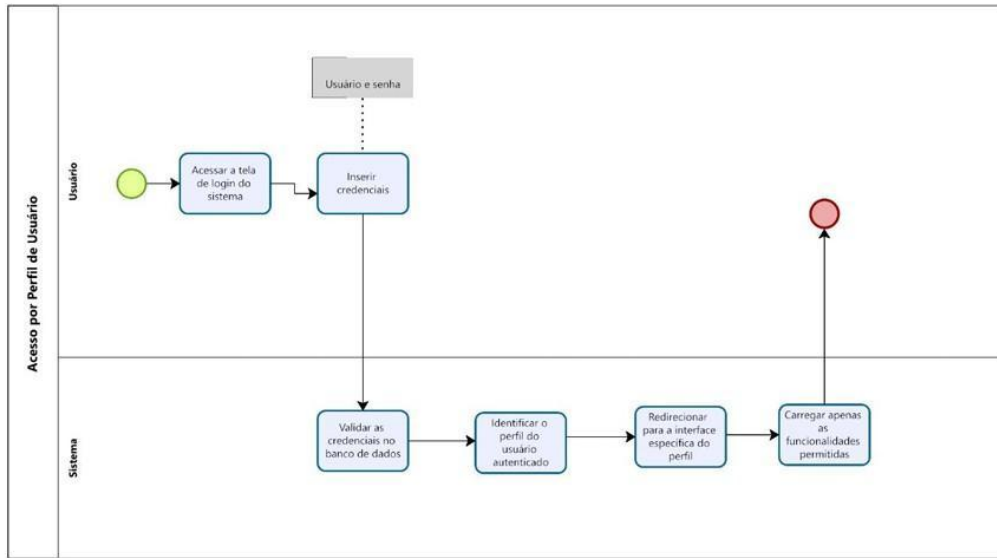 Acesso por Perfil de Usuário
Usuário
Usuário e senha
Acessar a tela
de login do
sistema
Inserir
credenciais
Sistema
Validar as
credenciais no
banco de dados
Identificar o
perfil do
usuário
autenticado
Redirecionar
para a interface
específica do
perfil
Carregar apenas
as
funcionalidades
permitidas